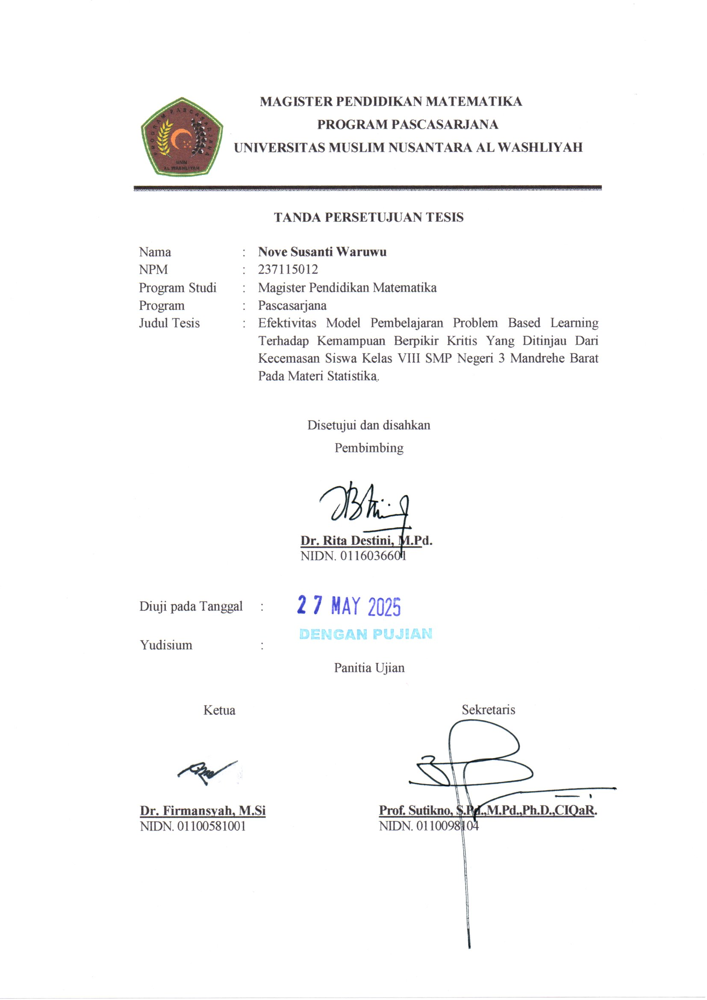 MAGISTER PENDIDIKAN MATEMATIKA
PROGRAM PASCASARJANA
UNIVERSITAS MUSLIM NUSANTARA AL WASHLIYAH
PROGRAM PASCASARJANA
UMN
AL WASHLIYAH
TANDA PERSETUJUAN TESIS
Nama : Nove Susanti Waruwu
NPM : 237115012
Program Studi : Magister Pendidikan Matematika
Program : Pascasarjana
Judul Tesis : Efektivitas Model Pembelajaran Problem Based Learning
Terhadap Kemampuan Berpikir Kritis Yang Ditinjau Dari
Kecemasan Siswa Kelas VIII SMP Negeri 3 Mandrehe Barat
Pada Materi Statistika.
Disetujui dan disahkan
Pembimbing
Dr. Rita Destini, M.Pd.
NIDN. 0116036601
Diuji pada Tanggal : 27 MAY 2025
DENGAN PUJIAN
Yudisium :
Panitia Ujian
Ketua Sekretaris
Dr. Firmansyah, M.Si Prof. Sutikno, S.Pd.,M.Pd.,Ph.D.,CIQaR.
NIDN. 01100581001 NIDN. 0110098104